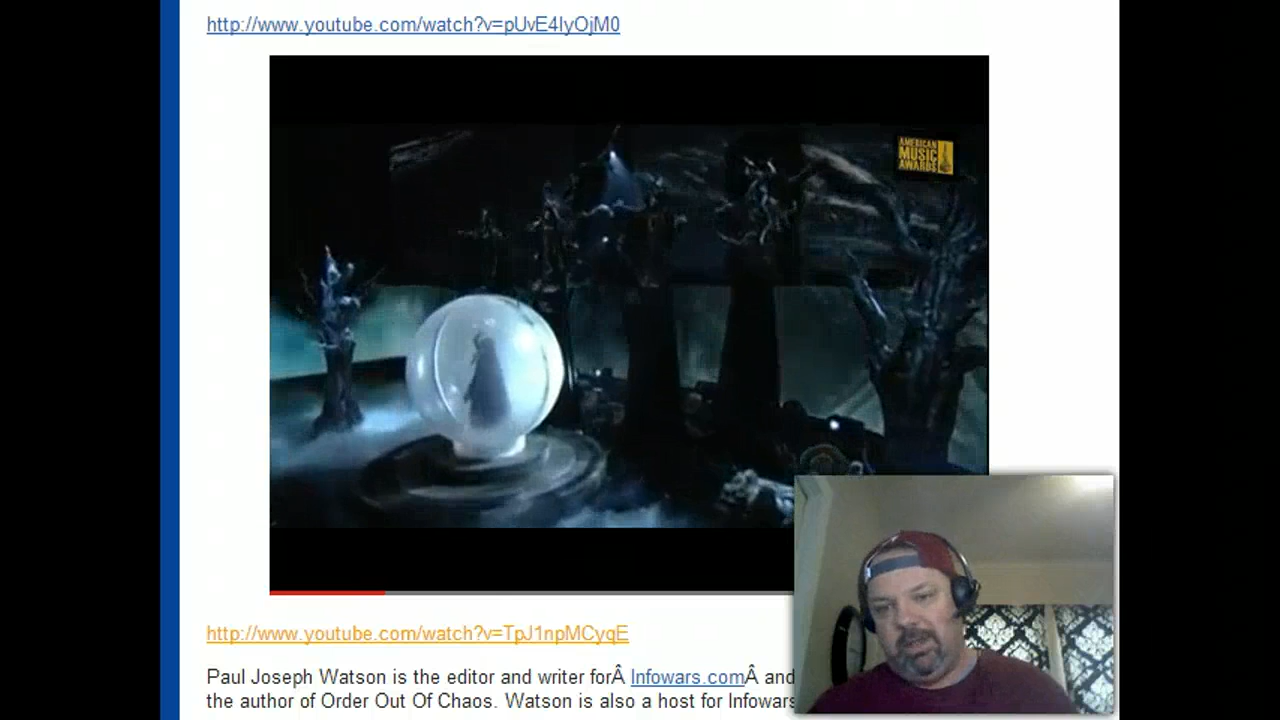 http://www.youtube.com/watch?v=pUvE4IyOjM0
AMERICAN
MUSIC
AWARDS
http://www.youtube.com/watch?v=TpJ1npMCyqE
Paul Joseph Watson is the editor and writer forÂ Infowars.comÂ and
the author of Order Out Of Chaos. Watson is also a host for Infowars